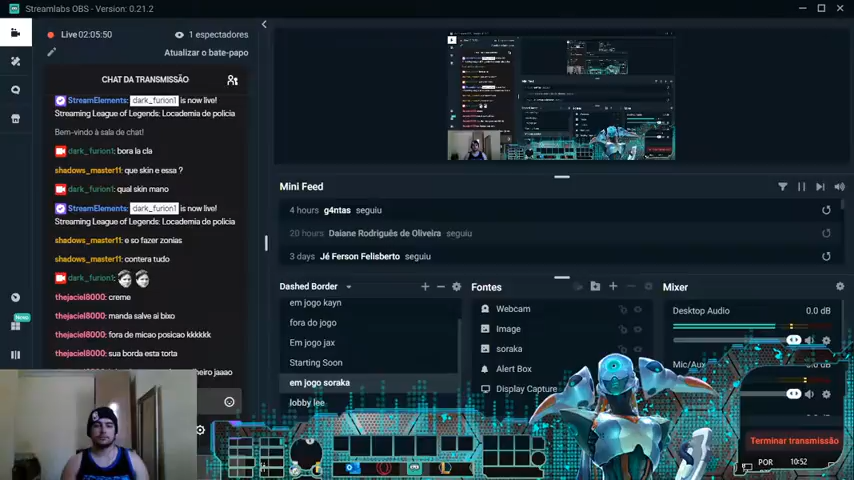 Streamlabs OBS - Version: 0.21.2
Live 02:05:50
1 espectadores
Atualizar o bate-papo
CHAT DA TRANSMISSÃO
StreamElements: dark_furion1 is now live!
Streaming League of Legends: Locademia de policia
Bem-vindo à sala de chat!
dark_furion1: bora la cla
shadows_master11: que skin e essa ?
dark_furion1: qual skin mano
StreamElements: dark_furion1 is now live!
Streaming League of Legends: Locademia de policia
shadows_master11: e so fazer zonias
shadows_master11: contera tudo
dark_furion1:
thejaciel8000: creme
thejaciel8000: manda salve ai bixo
thejaciel8000: fora de micao posicao kkkkkk
thejaciel8000: sua borda esta torta
jaaao
Novo
Mini Feed
4 hours g4ntas seguiu
20 hours Daiane Rodriguês de Oliveira seguiu
3 days Jé Ferson Felisberto seguiu
Dashed Border
em jogo kayn
fora do jogo
Em jogo jax
Starting Soon
em jogo soraka
lobby lee
Fontes
Webcam
Image
soraka
Alert Box
Display Capture
Mixer
Desktop Audio
0.0 dB
Mic/Aux
Terminar transmissão
POR
10:52